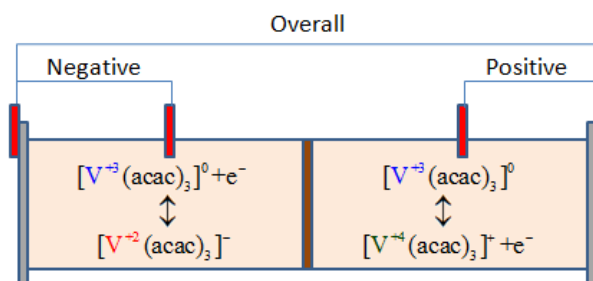 Overall
Negative Positive
[V⁺³(acac)₃]⁰+e⁻ [V⁺³(acac)₃]⁰
↕ ↕
[V⁺²(acac)₃]⁻ [V⁺⁴(acac)₃]⁺+e⁻